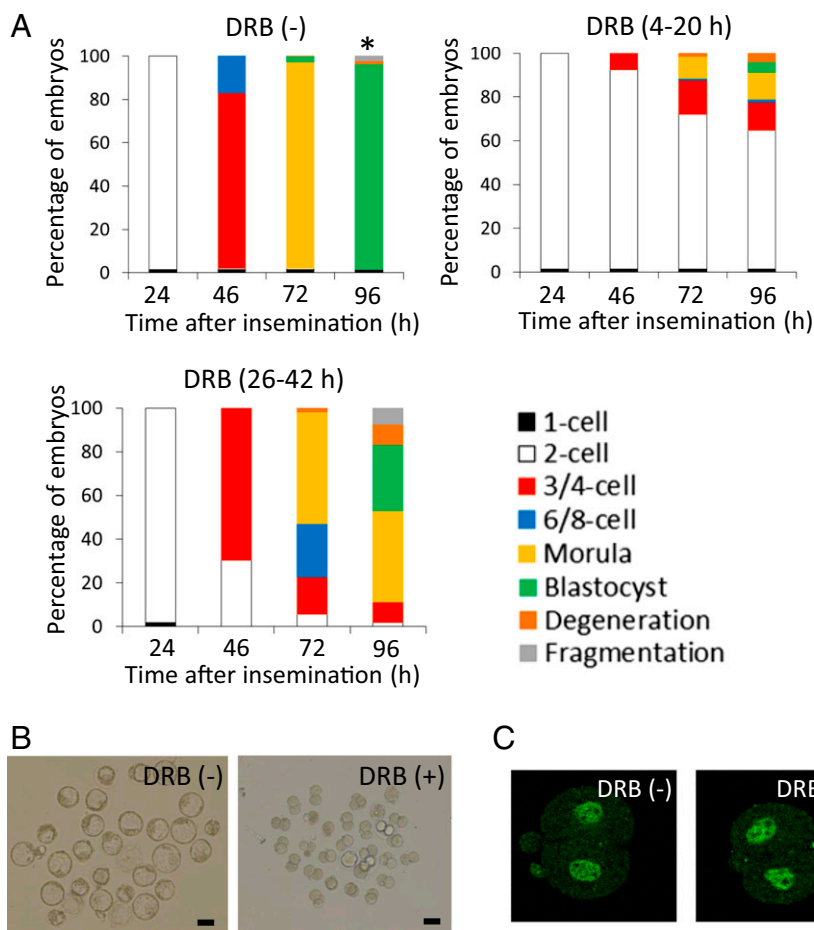 A
DRB (-)
*
Percentage of embryos
100
80
60
40
20
0
24 46 72 96
Time after insemination (h)
DRB (4-20 h)
Percentage of embryos
100
80
60
40
20
0
24 46 72 96
Time after insemination (h)
DRB (26-42 h)
Percentage of embryos
100
80
60
40
20
0
24 46 72 96
Time after insemination (h)
1-cell
2-cell
3/4-cell
6/8-cell
Morula
Blastocyst
Degeneration
Fragmentation
B
DRB (-)
DRB (+)
C
DRB (-)
DRB